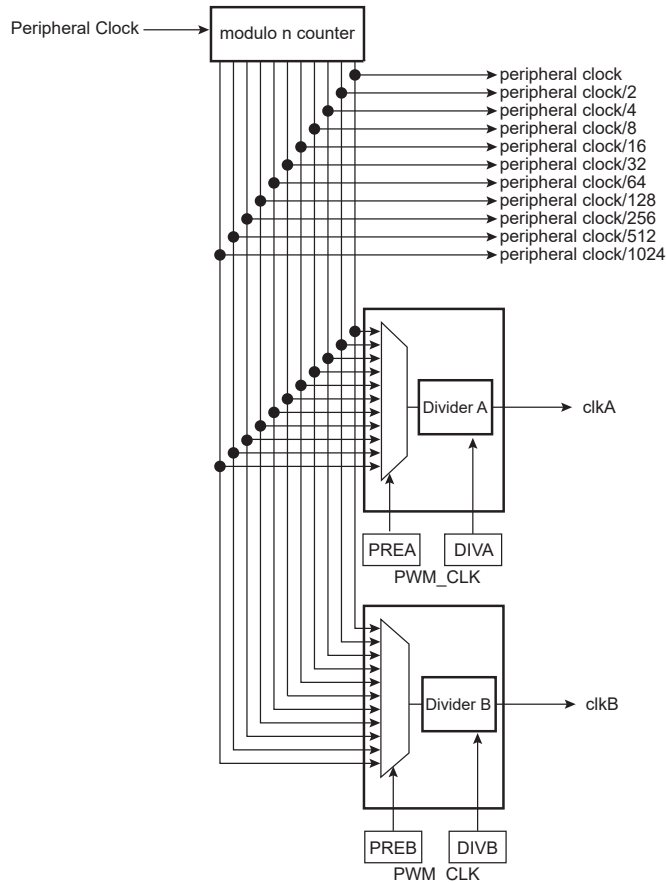 Peripheral Clock
modulo n counter
peripheral clock
peripheral clock/2
peripheral clock/4
peripheral clock/8
peripheral clock/16
peripheral clock/32
peripheral clock/64
peripheral clock/128
peripheral clock/256
peripheral clock/512
peripheral clock/1024
Divider A
clkA
PREA
DIVA
PWM_CLK
Divider B
clkB
PREB
DIVB
PWM_CLK